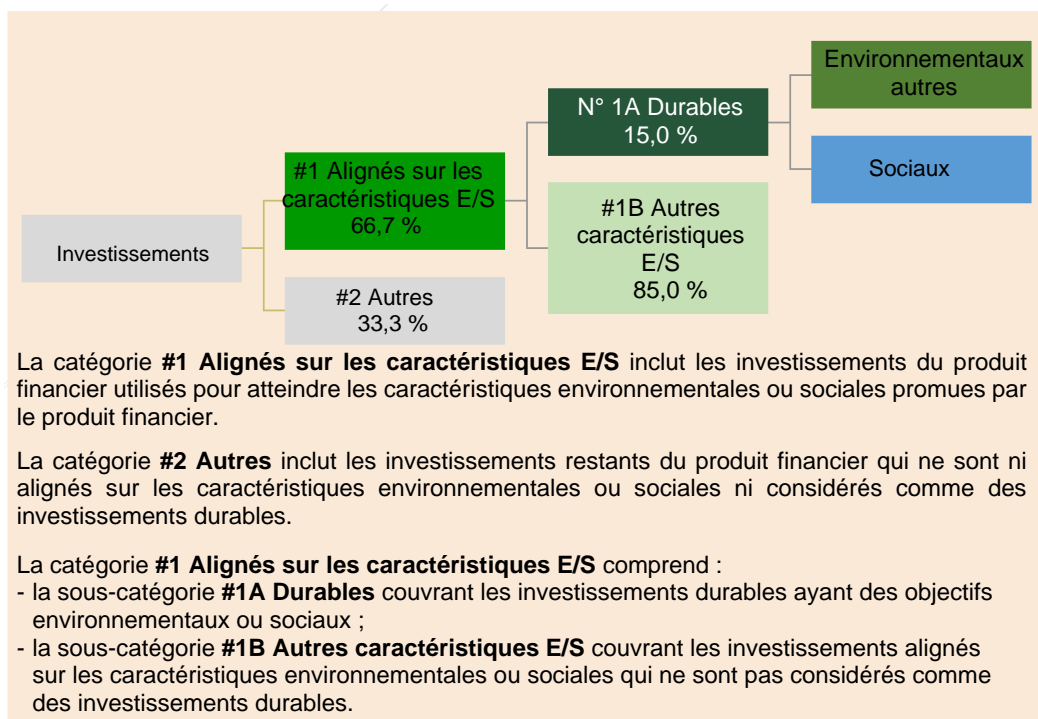 Investissements
#1 Alignés sur les
caractéristiques E/S
66,7 %
#2 Autres
33,3 %
N° 1A Durables
15,0 %
#1B Autres
caractéristiques
E/S
85,0 %
Environnementaux
autres
Sociaux
La catégorie #1 Alignés sur les caractéristiques E/S inclut les investissements du produit
financier utilisés pour atteindre les caractéristiques environnementales ou sociales promues par
le produit financier.
La catégorie #2 Autres inclut les investissements restants du produit financier qui ne sont ni
alignés sur les caractéristiques environnementales ou sociales ni considérés comme des
investissements durables.
La catégorie #1 Alignés sur les caractéristiques E/S comprend :
- la sous-catégorie #1A Durables couvrant les investissements durables ayant des objectifs
environnementaux ou sociaux ;
- la sous-catégorie #1B Autres caractéristiques E/S couvrant les investissements alignés
sur les caractéristiques environnementales ou sociales qui ne sont pas considérés comme
des investissements durables.